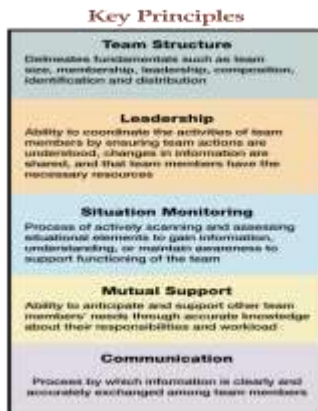 Key Principles
Team Structure
Delineates fundamentals such as team
size, membership, leadership, composition,
identification and distribution
Leadership
Ability to coordinate the activities of team
members by ensuring team actions are
understood, changes in information are
shared, and that team members have the
necessary resources
Situation Monitoring
Process of actively scanning and assessing
situational elements to gain information,
understanding, or maintain awareness to
support functioning of the team
Mutual Support
Ability to anticipate and support other team
members' needs through accurate knowledge
about their responsibilities and workload
Communication
Process by which information is clearly and
accurately exchanged among team members